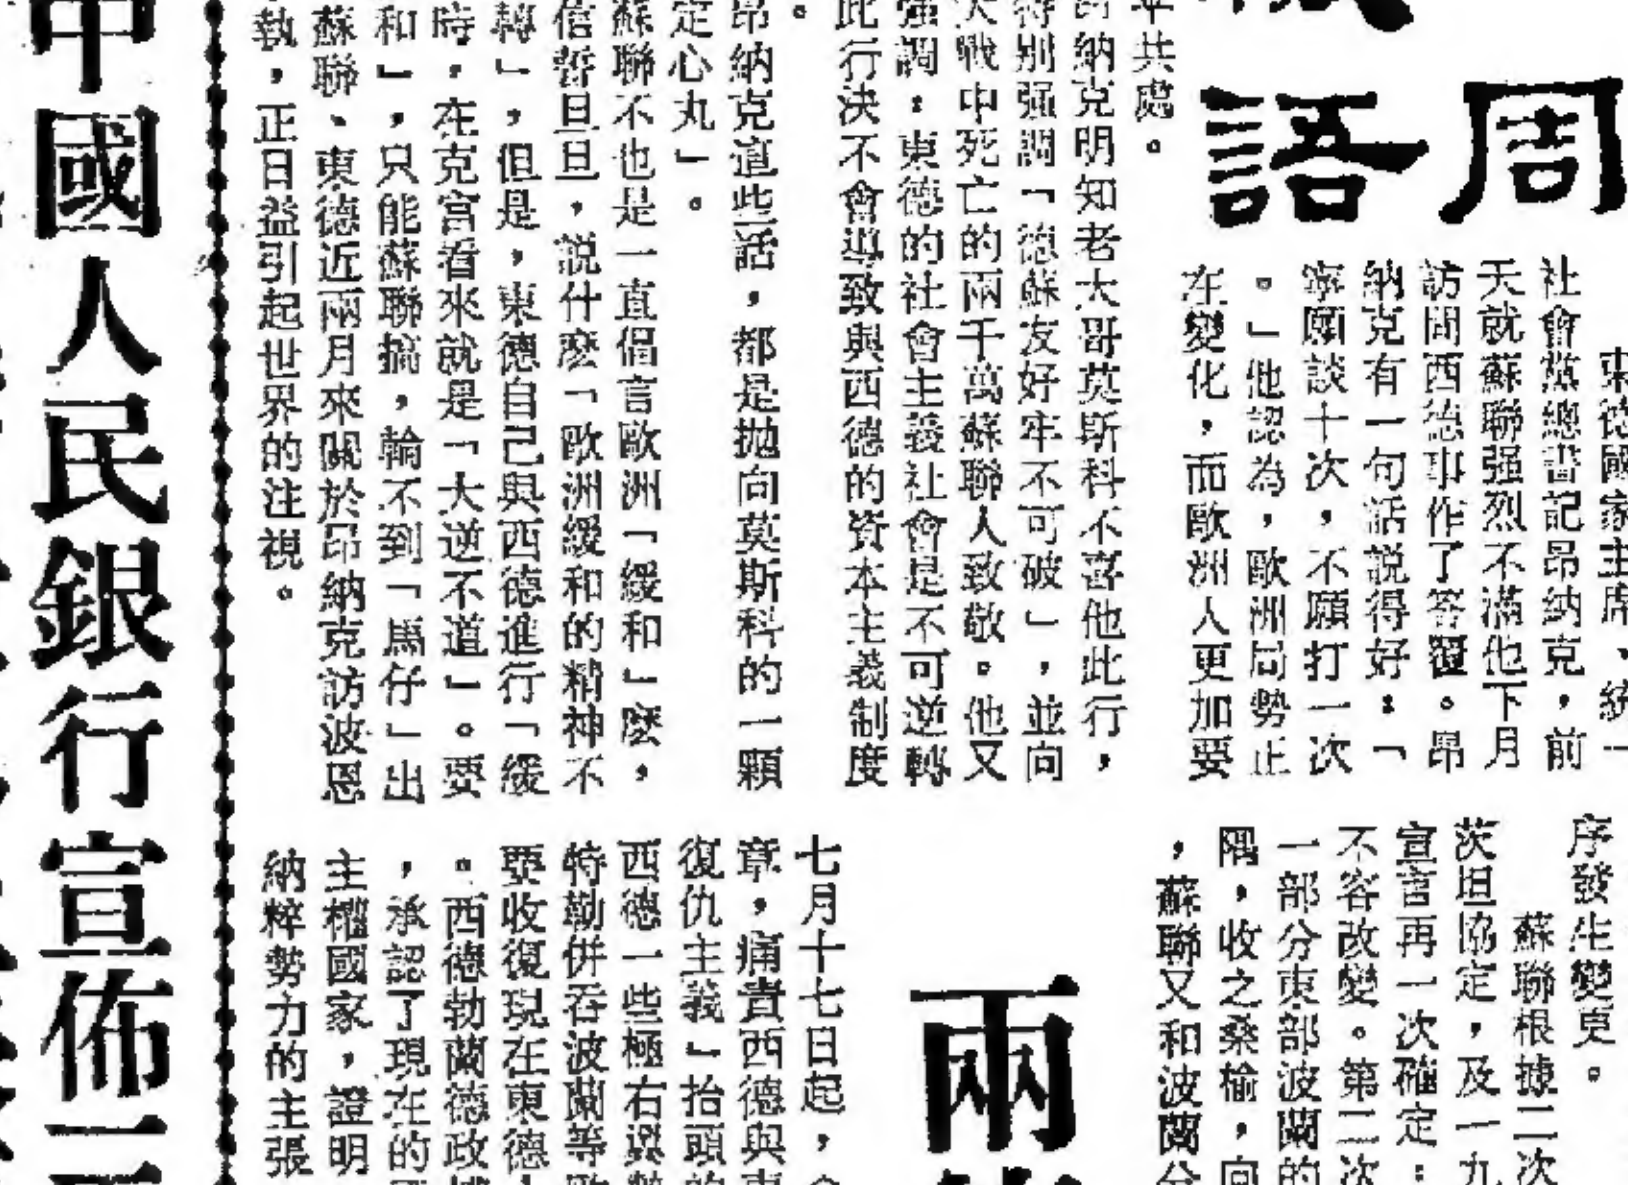 周
語
東德國家主席、統一
社會黨總書記昂納克，前
天就蘇聯强烈不滿他下月
訪問西德事作了答覆。昂
納克有一句話説得好：「
寧願談十次，不願打一次
。」他認為，歐洲局勢正
在變化，而歐洲人更加要
平共處。
昂納克明知老大哥莫斯科不喜他此行，
特别强調「德蘇友好牢不可破」，並向
大戰中死亡的兩千萬蘇聯人致敬。他又
强調：東德的社會主義社會是不可逆轉
此行決不會導致與西德的資本主義制度
。
昂納克這些話，都是拋向莫斯科的一顆
定心丸」。
蘇聯不也是一直倡言歐洲「緩和」麽，
信誓旦旦，説什麽「歐洲緩和的精神不
轉」，但是，東德自己與西德進行「緩
時，在克宮看來就是「大逆不道」。要
和」，只能蘇聯搞，輪不到「馬仔」出
蘇聯、東德近兩月來關於昂納克訪波恩
執，正日益引起世界的注視。
序發生變更。
蘇聯根據二次
茨坦協定，及一九
宣言再一次確定：
不容改變。第二次
一部分東部波蘭的
隅，收之桑榆，向
，蘇聯又和波蘭分
兩
七月十七日起，
章，痛責西德與東
復仇主義」抬頭的
西德一些極右與
特勒併吞波蘭等歐
要收復現在東德
。西德勃蘭德政
，承認了現在的
主權國家，證明
納粹勢力的主張
中國人民銀行宣佈